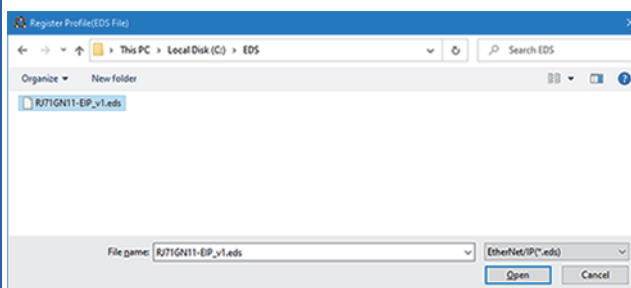 Register Profile(EDS File)
This PC > Local Disk (C:) > EDS
Search EDS
Organize
New folder
RJ71GN11-EIP_v1.eds
File name: RJ71GN11-EIP_v1.eds
EtherNet/IP(*.eds)
Open
Cancel